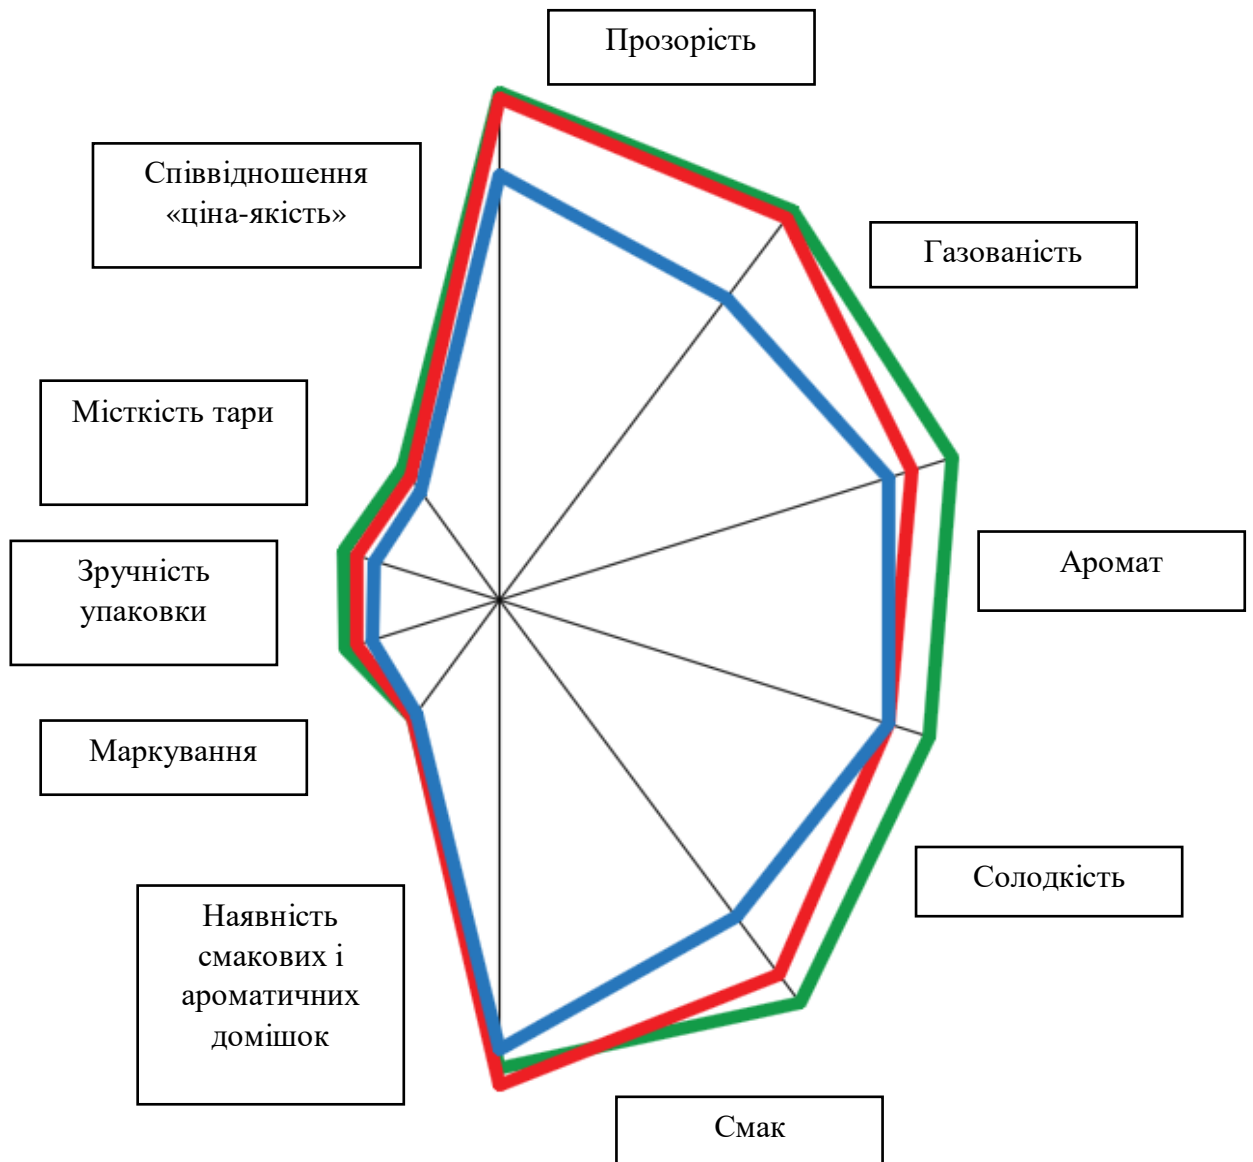 Прозорість
Співвідношення
«ціна-якість»
Газованість
Місткість тари
Аромат
Зручність
упаковки
Маркування
Солодкість
Наявність
смакових і
ароматичних
домішок
Смак